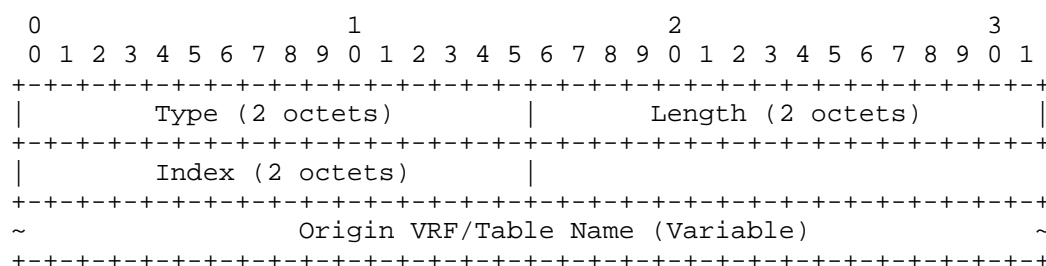 0                   1                   2                   3
 0 1 2 3 4 5 6 7 8 9 0 1 2 3 4 5 6 7 8 9 0 1 2 3 4 5 6 7 8 9 0 1
+-+-+-+-+-+-+-+-+-+-+-+-+-+-+-+-+-+-+-+-+-+-+-+-+-+-+-+-+-+-+-+-+
|        Type (2 octets)        |       Length (2 octets)       |
+-+-+-+-+-+-+-+-+-+-+-+-+-+-+-+-+-+-+-+-+-+-+-+-+-+-+-+-+-+-+-+-+
|        Index (2 octets)       |
+-+-+-+-+-+-+-+-+-+-+-+-+-+-+-+-+-+-+-+-+-+-+-+-+-+-+-+-+-+-+-+-+
~                 Origin VRF/Table Name (Variable)              ~
+-+-+-+-+-+-+-+-+-+-+-+-+-+-+-+-+-+-+-+-+-+-+-+-+-+-+-+-+-+-+-+-+